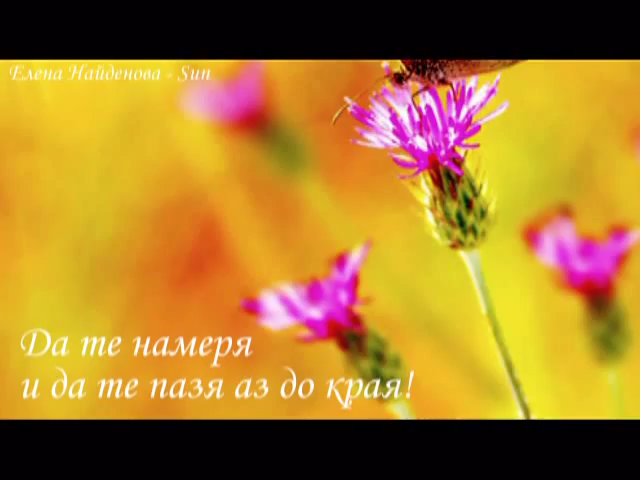 Елена Найденова - Sun
Да те намеря
и да те пазя аз до края!